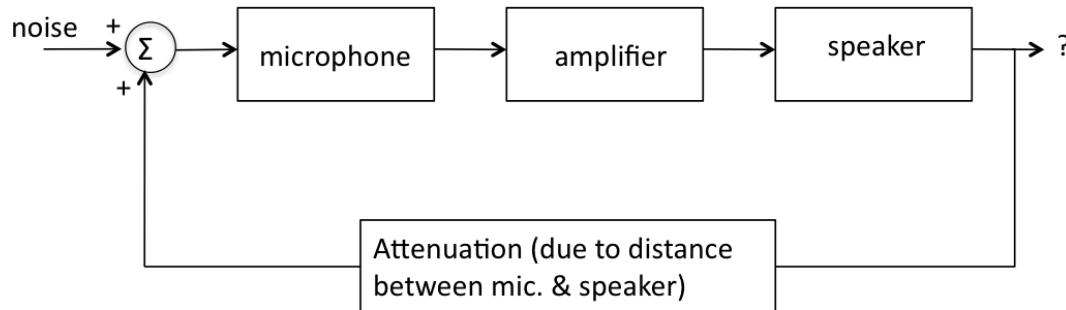 noise
+
Σ
+
microphone
amplifier
speaker
?
Attenuation (due to distance
between mic. & speaker)